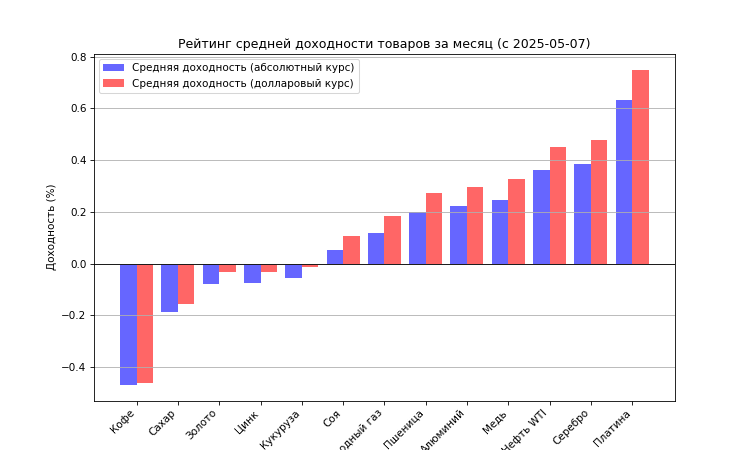 Рейтинг средней доходности товаров за месяц (с 2025-05-07)
Средняя доходность (абсолютный курс)
Средняя доходность (долларовый курс)
Доходность (%)
0.8
0.6
0.4
0.2
0.0
−0.2
−0.4
Кофе
Сахар
Золото
Цинк
Кукуруза
Соя
газ
Пшеница
Алюминий
Медь
Нефть WTI
Серебро
Платина